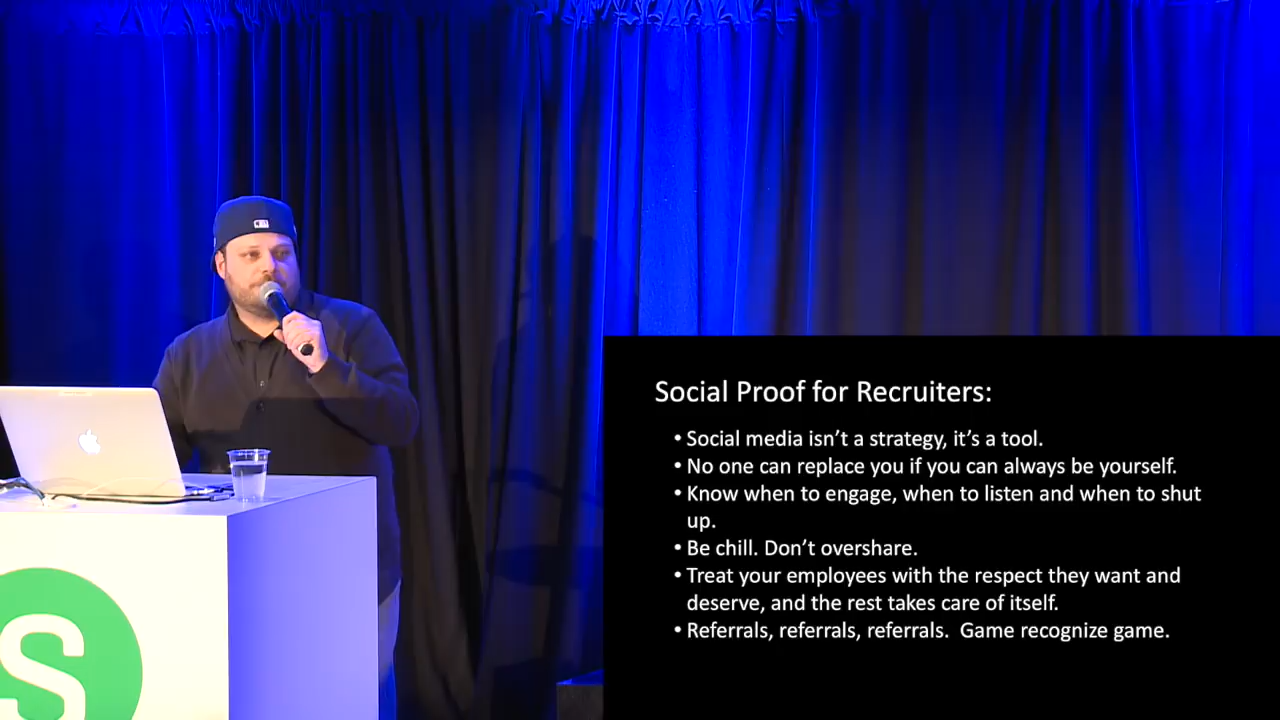 Social Proof for Recruiters:
• Social media isn’t a strategy, it’s a tool.
• No one can replace you if you can always be yourself.
• Know when to engage, when to listen and when to shut
up.
• Be chill. Don’t overshare.
• Treat your employees with the respect they want and
deserve, and the rest takes care of itself.
• Referrals, referrals, referrals.  Game recognize game.
S